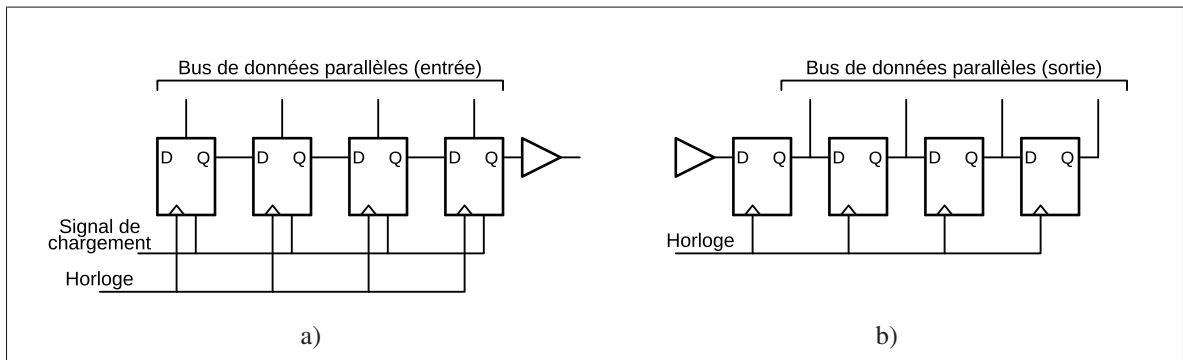 Bus de données parallèles (entrée)
Bus de données parallèles (sortie)
D Q D Q D Q D Q
D Q D Q D Q D Q
Signal de
chargement
Horloge
Horloge
a)
b)